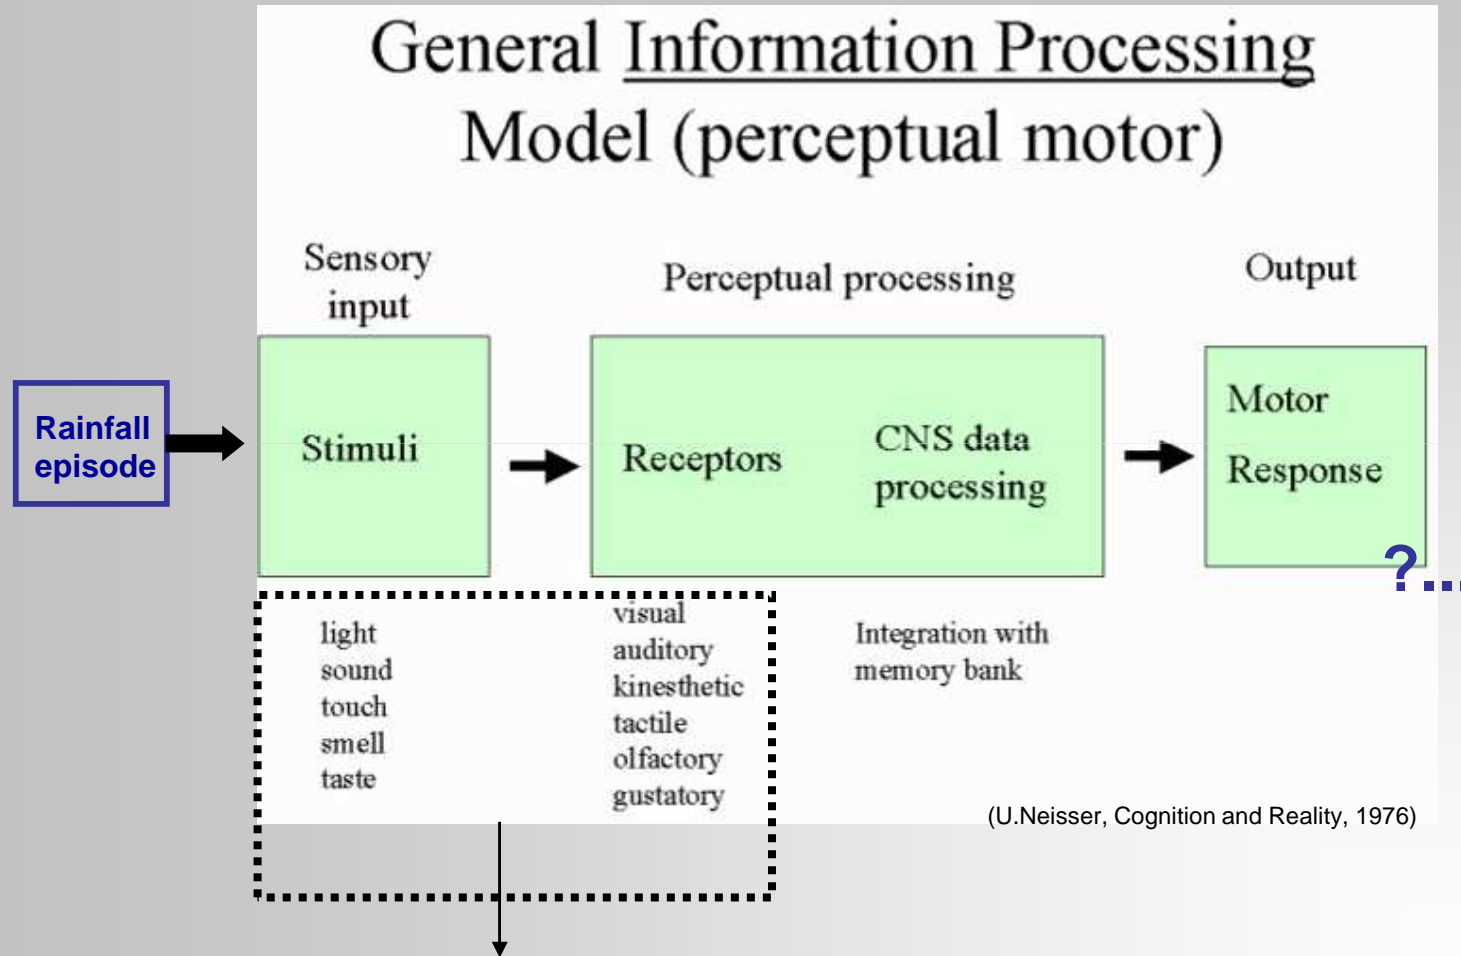 General Information Processing
Model (perceptual motor)
Sensory
input
Perceptual processing
Output
Rainfall
episode
Stimuli
Receptors
CNS data
processing
Motor
Response
?...
light
sound
touch
smell
taste
visual
auditory
kinesthetic
tactile
olfactory
gustatory
Integration with
memory bank
(U.Neisser, Cognition and Reality, 1976)